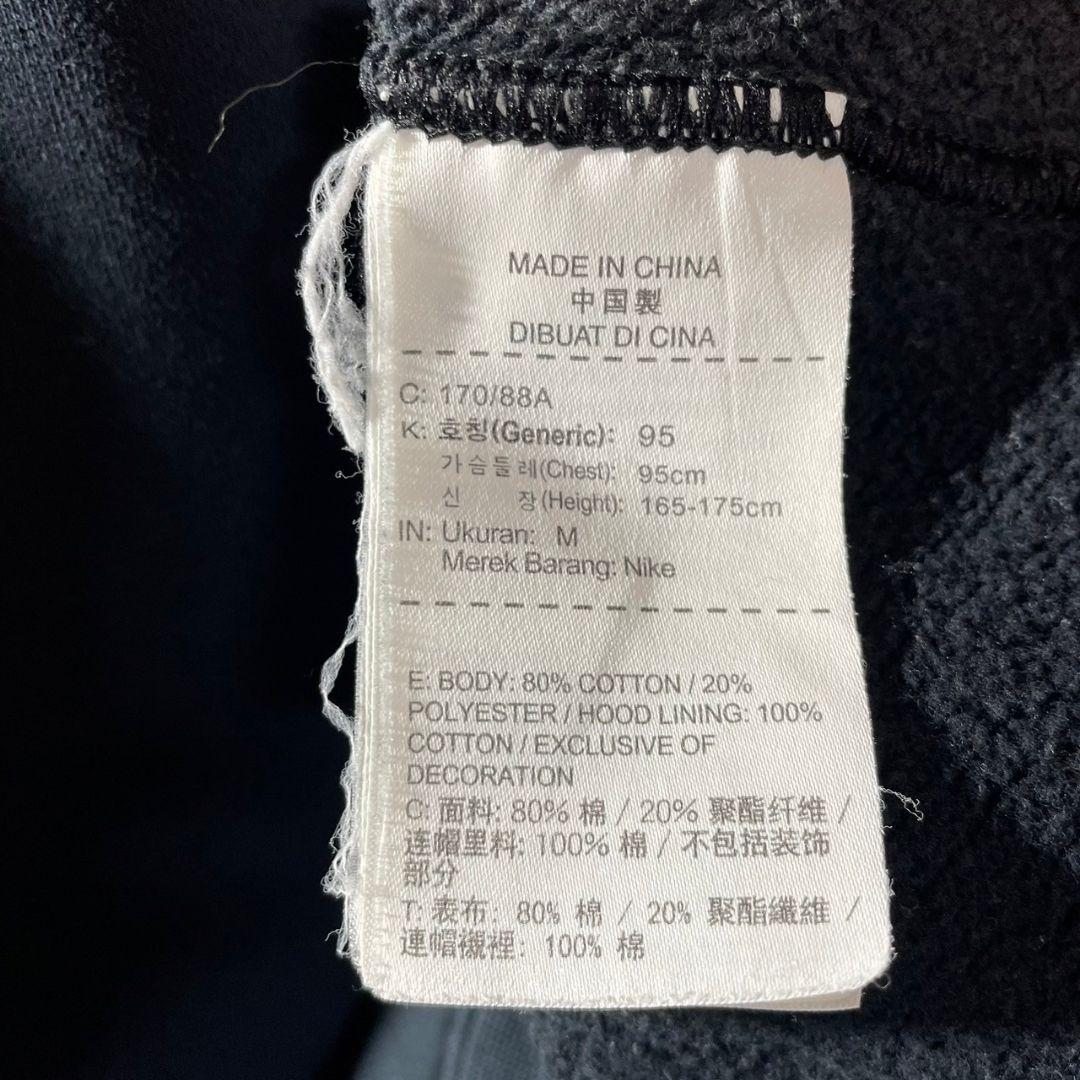 MADE IN CHINA
中国製
DIBUAT DI CINA
C: 170/88A
K: 호칭(Generic): 95
가슴둘레(Chest): 95cm
신 장(Height): 165-175cm
IN: Ukuran: M
Merek Barang: Nike
E: BODY: 80% COTTON / 20%
POLYESTER / HOOD LINING: 100%
COTTON / EXCLUSIVE OF
DECORATION
C: 面料: 80% 棉 / 20% 聚酯纤维 /
连帽里料: 100% 棉 / 不包括装饰
部分
T: 表布: 80% 棉 / 20% 聚酯纖維 /
連帽襯裡: 100% 棉